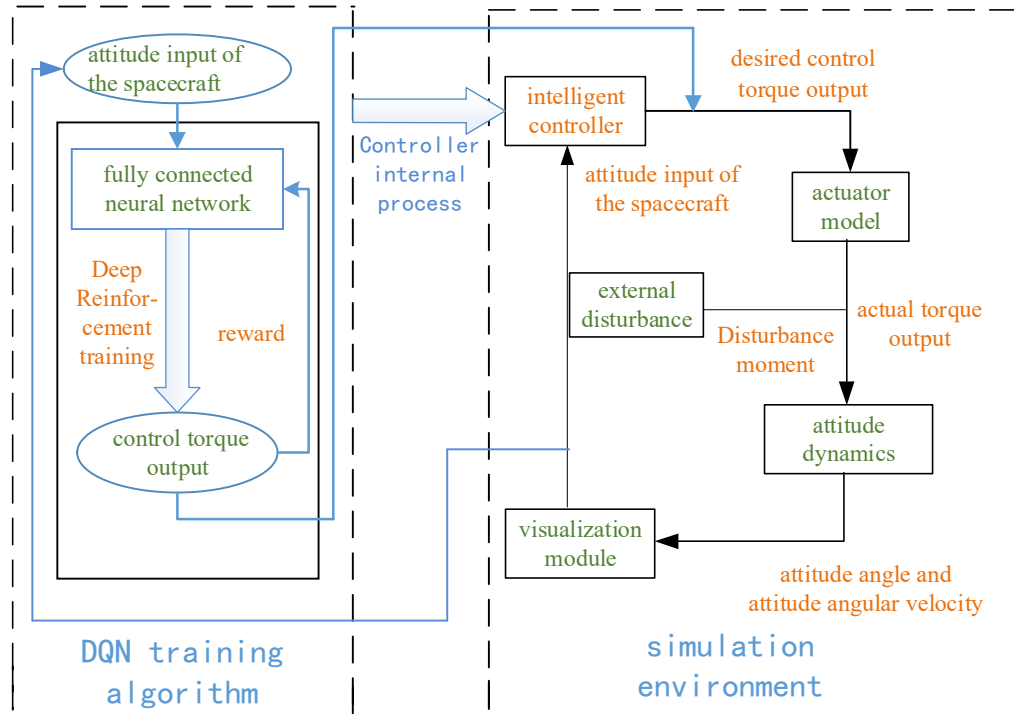 attitude input of
the spacecraft
fully connected
neural network
Deep
Reinfor-
cement
training
reward
control torque
output
DQN training
algorithm
Controller
internal
process
intelligent
controller
desired control
torque output
attitude input of
the spacecraft
actuator
model
external
disturbance
Disturbance
moment
actual torque
output
attitude
dynamics
visualization
module
attitude angle and
attitude angular velocity
simulation
environment